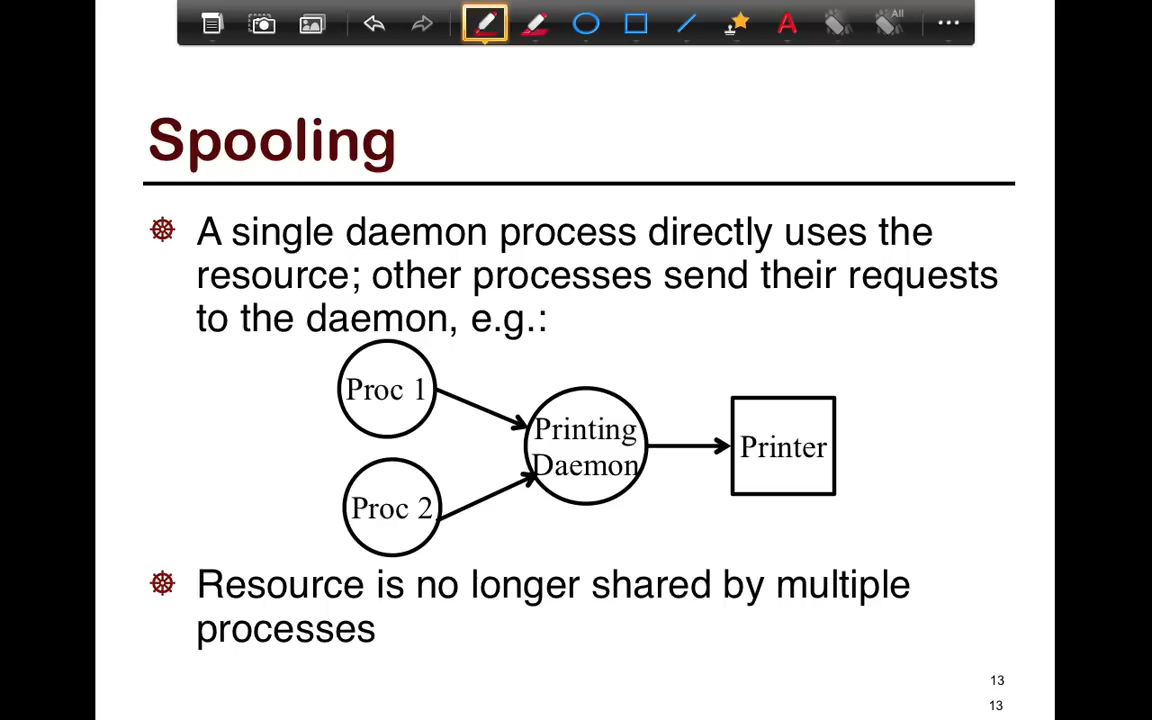 All
A
Spooling
A single daemon process directly uses the
resource; other processes send their requests
to the daemon, e.g.:
Proc 1
Printing
Daemon
Printer
Proc 2
Resource is no longer shared by multiple
processes
13
13